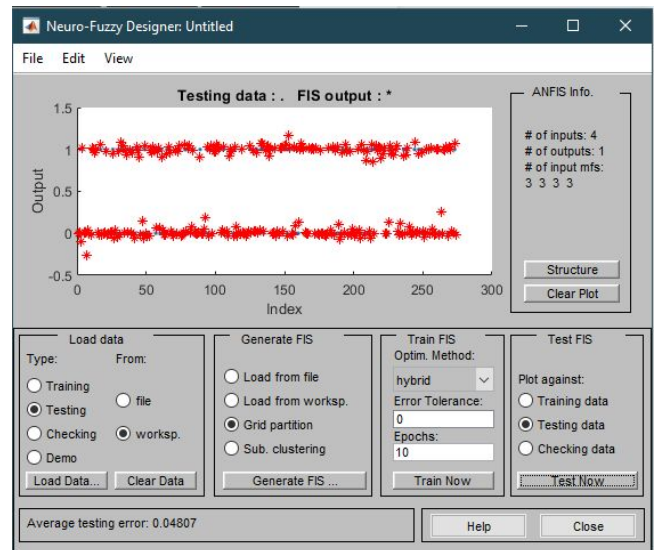 Neuro-Fuzzy Designer: Untitled
File Edit View
Testing data : . FIS output : *
1.5
1
0.5
0
-0.5
Output
0 50 100 150 200 250 300
Index
ANFIS Info.
# of inputs: 4
# of outputs: 1
# of input mfs:
3 3 3 3
Structure
Clear Plot
Load data
Type: From:
Training
Testing
Checking
Demo
file
worksp.
Load Data... Clear Data
Generate FIS
Load from file
Load from worksp.
Grid partition
Sub. clustering
Generate FIS ...
Train FIS
Optim. Method:
hybrid
Error Tolerance:
0
Epochs:
10
Train Now
Test FIS
Plot against:
Training data
Testing data
Checking data
Test Now
Average testing error: 0.04807
Help
Close